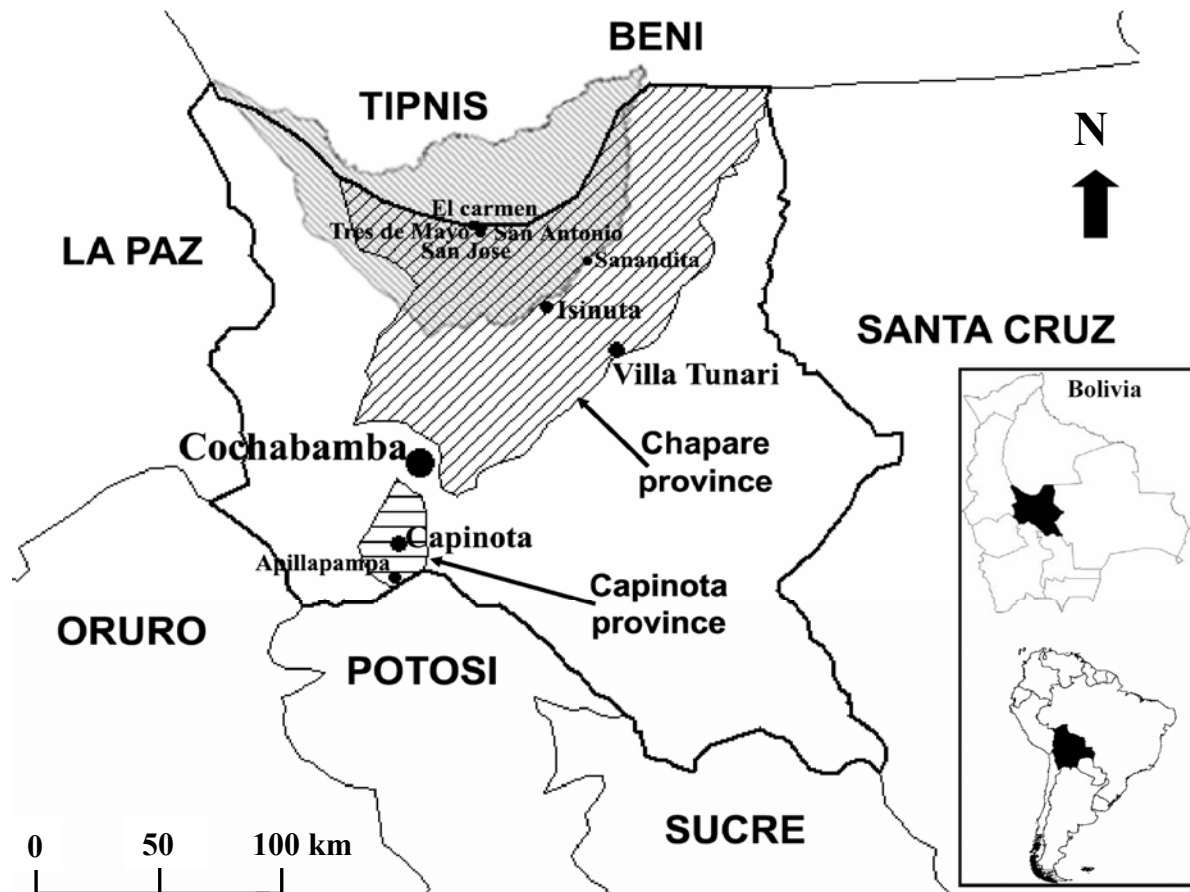 BENI
TIPNIS
N
El carmen
Tres de Mayo San Antonio
San Jose
LA PAZ
Sanandita
Isinuta
SANTA CRUZ
Villa Tunari
Bolivia
Cochabamba
Chapare
province
Capinota
Apillapampa
Capinota
province
ORURO
POTOSI
SUCRE
0 50 100 km